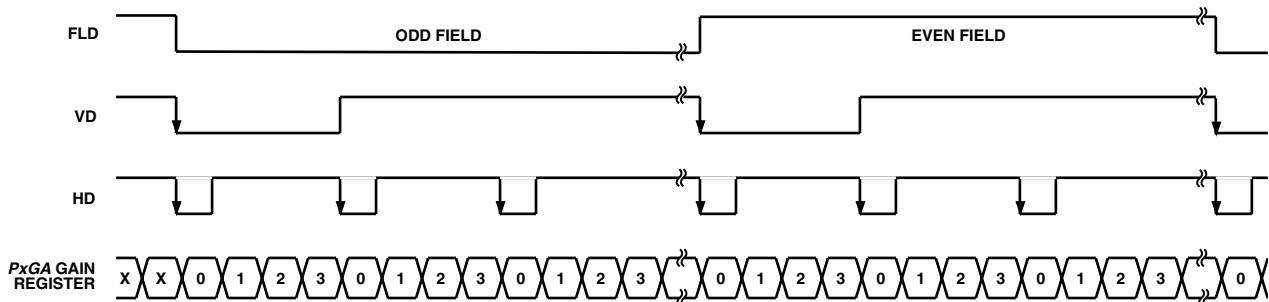 FLD
ODD FIELD
EVEN FIELD
VD
HD
PxGA GAIN
REGISTER
X X 0 1 2 3 0 1 2 3 0 1 2 3 0 1 2 3 0 1 2 3 0 1 2 3 0